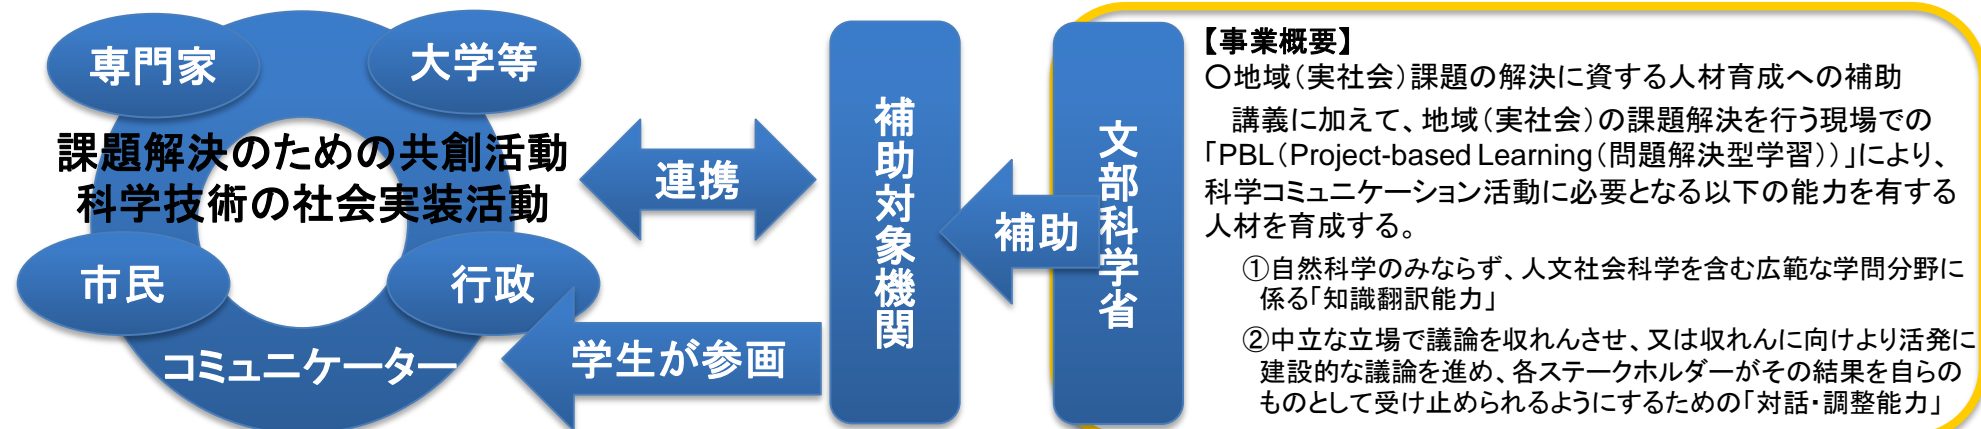 専門家
大学等
課題解決のための共創活動
科学技術の社会実装活動
市民
行政
コミュニケーター
連携
学生が参画
補助対象機関
補助
文部科学省
【事業概要】
〇地域（実社会）課題の解決に資する人材育成への補助
講義に加えて、地域（実社会）の課題解決を行う現場での
「PBL（Project-based Learning（問題解決型学習））」により、
科学コミュニケーション活動に必要となる以下の能力を有する
人材を育成する。
①自然科学のみならず、人文社会科学を含む広範な学問分野に
係る「知識翻訳能力」
②中立な立場で議論を収れんさせ、又は収れんに向けより活発に
建設的な議論を進め、各ステークホルダーがその結果を自らの
ものとして受け止められるようにするための「対話・調整能力」